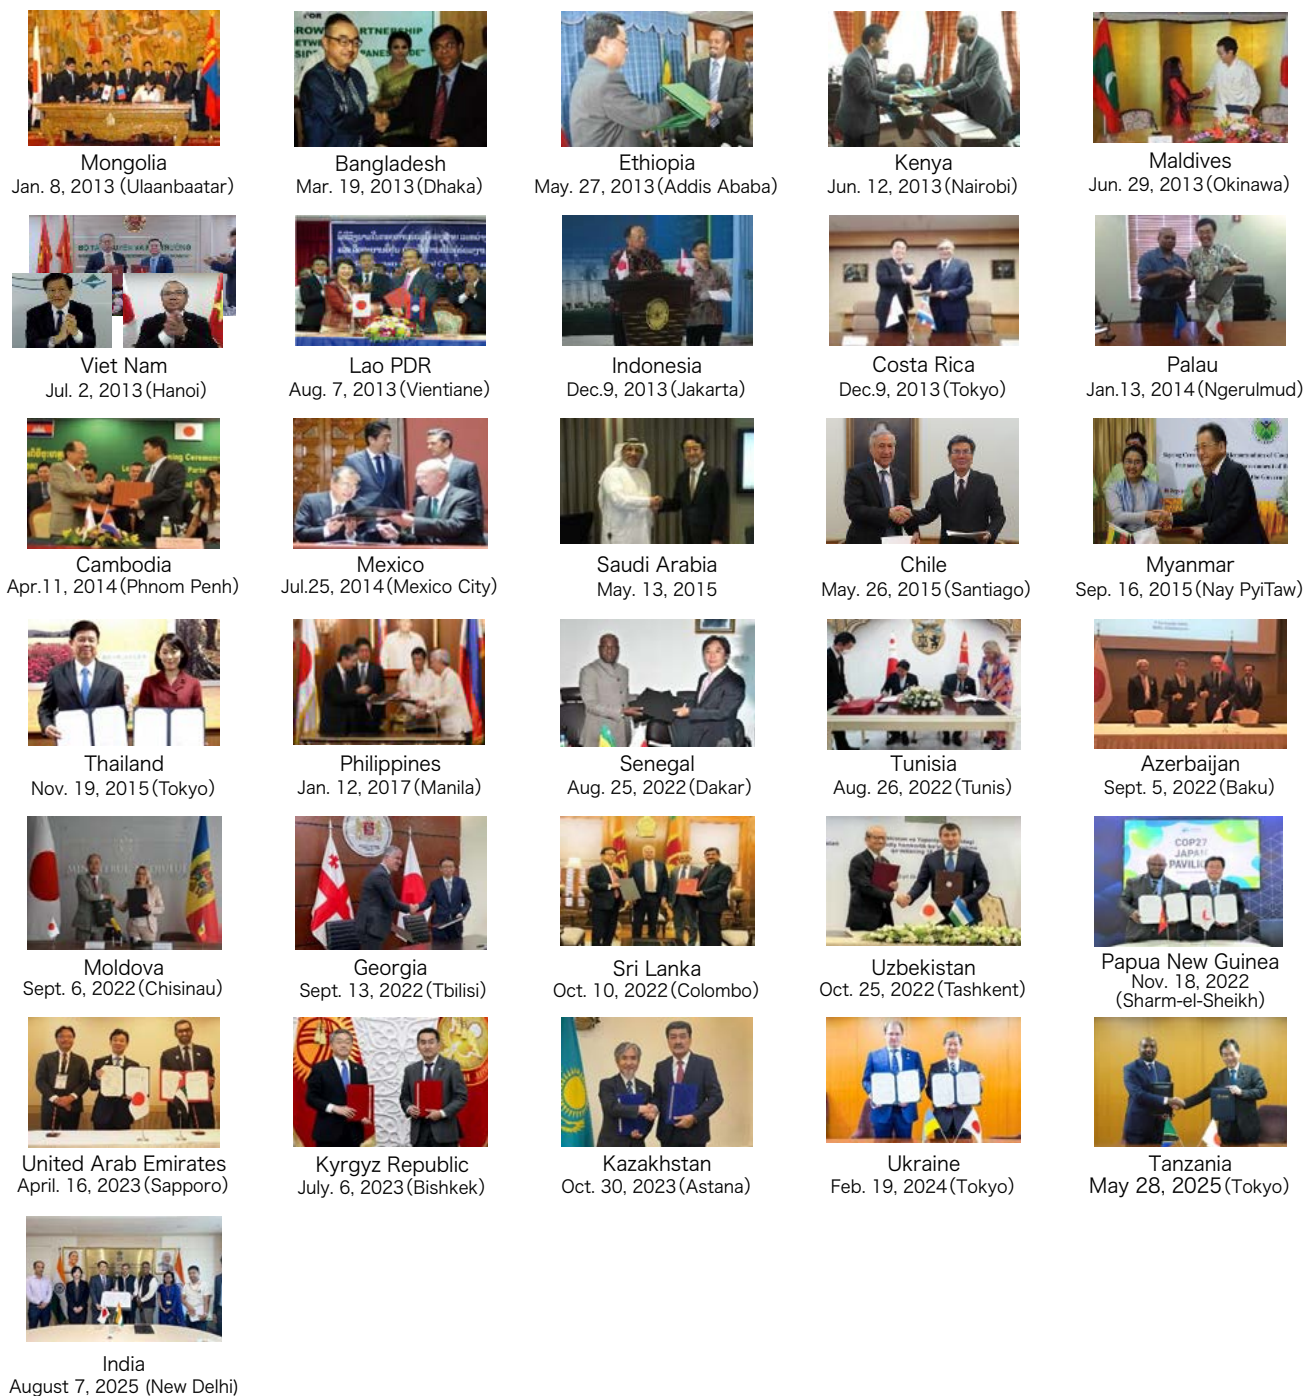 Mongolia
Jan. 8, 2013 (Ulaanbaatar)
Bangladesh
Mar. 19, 2013(Dhaka)
Ethiopia
May. 27, 2013(Addis Ababa)
Kenya
Jun. 12, 2013(Nairobi)
Maldives
Jun. 29, 2013(Okinawa)
Viet Nam
Jul. 2, 2013(Hanoi)
Lao PDR
Aug. 7, 2013(Vientiane)
Indonesia
Dec.9, 2013(Jakarta)
Costa Rica
Dec.9, 2013(Tokyo)
Palau
Jan.13, 2014(Ngerulmud)
Cambodia
Apr.11, 2014(Phnom Penh)
Mexico
Jul.25, 2014(Mexico City)
Saudi Arabia
May. 13, 2015
Chile
May. 26, 2015(Santiago)
Myanmar
Sep. 16, 2015(Nay PyiTaw)
Thailand
Nov. 19, 2015(Tokyo)
Philippines
Jan. 12, 2017(Manila)
Senegal
Aug. 25, 2022(Dakar)
Tunisia
Aug. 26, 2022(Tunis)
Azerbaijan
Sept. 5, 2022(Baku)
COP27
JAPAN
Moldova
Sept. 6, 2022(Chisinau)
Georgia
Sept. 13, 2022(Tbilisi)
Sri Lanka
Oct. 10, 2022(Colombo)
Uzbekistan
Oct. 25, 2022(Tashkent)
Papua New Guinea
Nov. 18, 2022
(Sharm-el-Sheikh)
United Arab Emirates
April. 16, 2023(Sapporo)
Kyrgyz Republic
July. 6, 2023(Bishkek)
Kazakhstan
Oct. 30, 2023(Astana)
Ukraine
Feb. 19, 2024(Tokyo)
Tanzania
May 28, 2025(Tokyo)
India
August 7, 2025 (New Delhi)